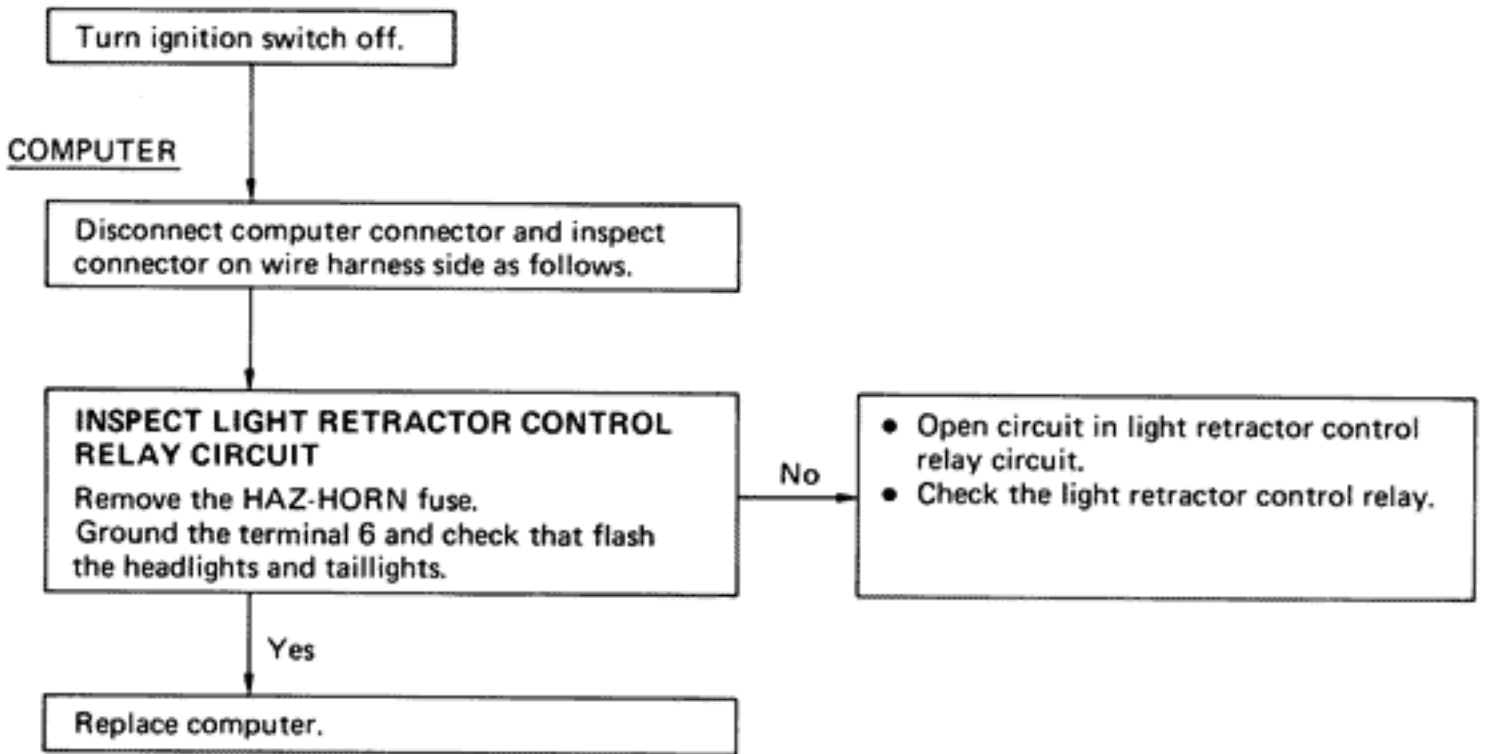 Turn ignition switch off.
COMPUTER
Disconnect computer connector and inspect
connector on wire harness side as follows.
INSPECT LIGHT RETRACTOR CONTROL
RELAY CIRCUIT
Remove the HAZ-HORN fuse.
Ground the terminal 6 and check that flash
the headlights and taillights.
No
● Open circuit in light retractor control
relay circuit.
● Check the light retractor control relay.
Yes
Replace computer.